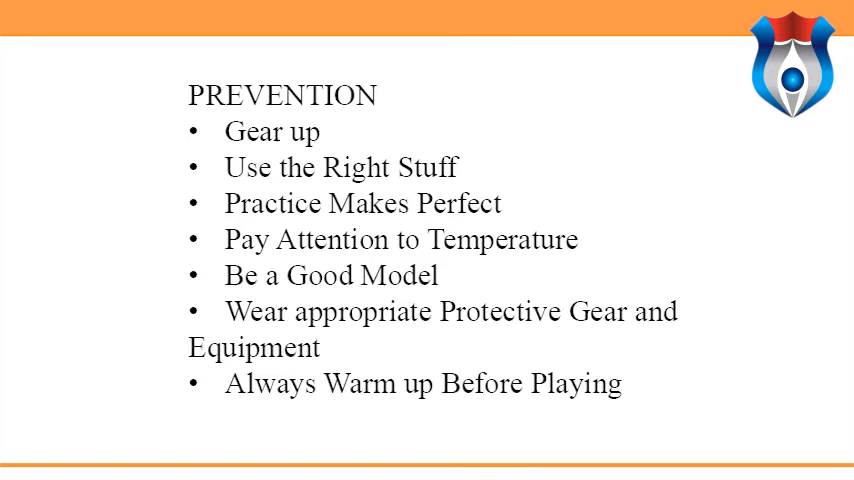 PREVENTION
• Gear up
• Use the Right Stuff
• Practice Makes Perfect
• Pay Attention to Temperature
• Be a Good Model
• Wear appropriate Protective Gear and
Equipment
• Always Warm up Before Playing